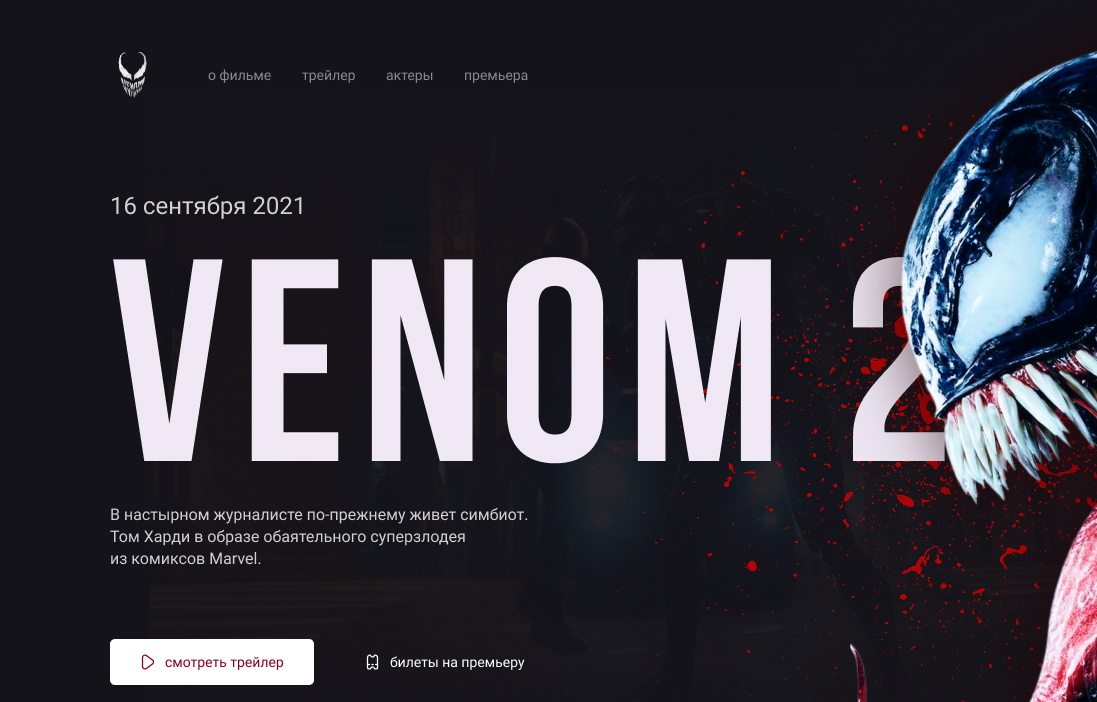 о фильме трейлер актеры премьера
16 сентября 2021
VENOM 2
В настырном журналисте по-прежнему живет симбиот.
Том Харди в образе обаятельного суперзлодея
из комиксов Marvel.
смотреть трейлер билеты на премьеру